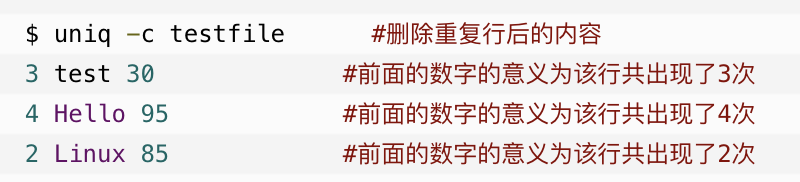 $ uniq -c testfile      #删除重复行后的内容
3 test 30             #前面的数字的意义为该行共出现了3次
4 Hello 95            #前面的数字的意义为该行共出现了4次
2 Linux 85            #前面的数字的意义为该行共出现了2次